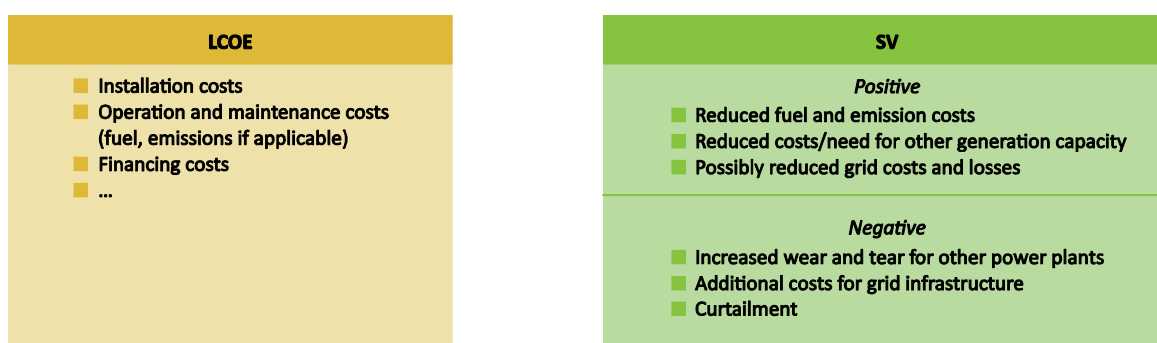 LCOE
Installation costs
Operation and maintenance costs
(fuel, emissions if applicable)
Financing costs
...
SV
Positive
Reduced fuel and emission costs
Reduced costs/need for other generation capacity
Possibly reduced grid costs and losses
Negative
Increased wear and tear for other power plants
Additional costs for grid infrastructure
Curtailment